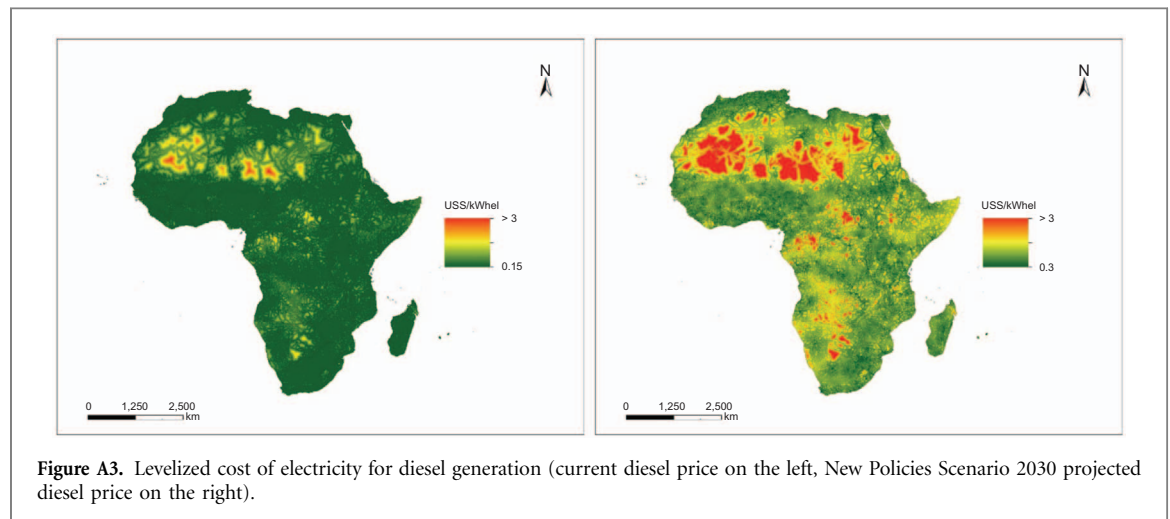 N
USS/kWhel
> 3
0.15
0 1,250 2,500
km
N
USS/kWhel
> 3
0.3
0 1,250 2,500
km
Figure A3. Levelized cost of electricity for diesel generation (current diesel price on the left, New Policies Scenario 2030 projected
diesel price on the right).